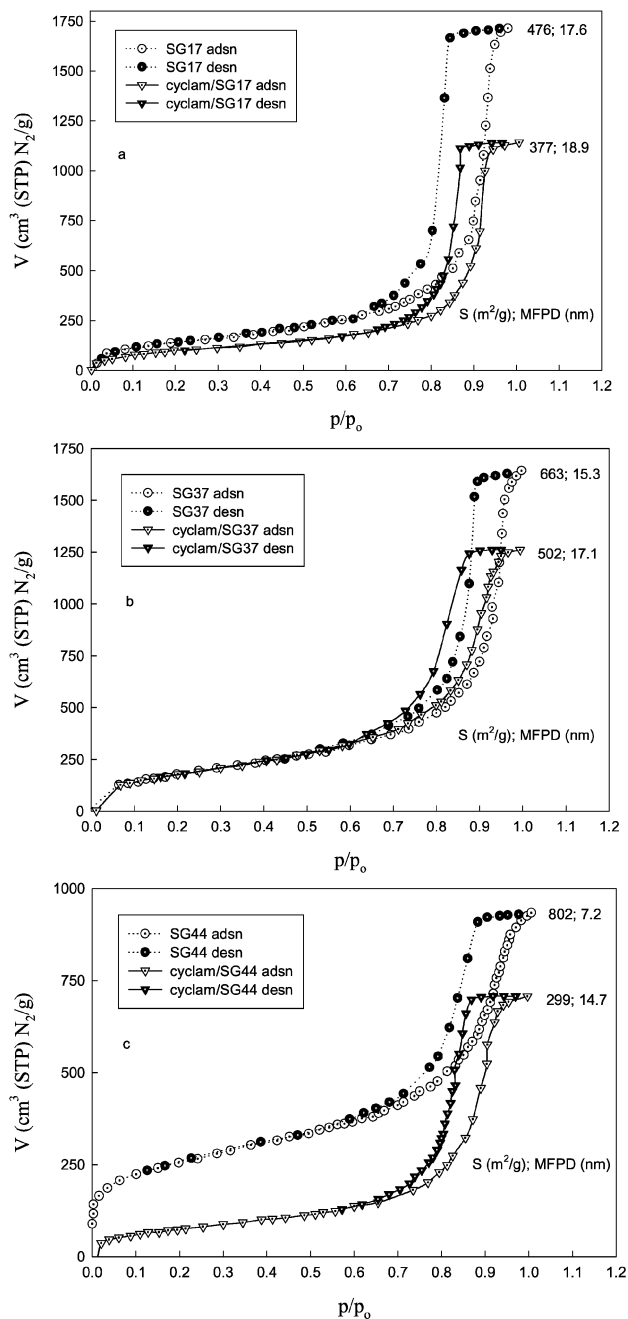 1750
1500
1250
1000
750
500
250
0
V (cm³ (STP) N₂/g)
SG17 adsn
SG17 desn
cyclam/SG17 adsn
cyclam/SG17 desn
a
476; 17.6
377; 18.9
S (m²/g); MFPD (nm)
0.0 0.1 0.2 0.3 0.4 0.5 0.6 0.7 0.8 0.9 1.0 1.1 1.2
p/pₒ
1750
1500
1250
1000
750
500
250
0
V (cm³ (STP) N₂/g)
SG37 adsn
SG37 desn
cyclam/SG37 adsn
cyclam/SG37 desn
b
663; 15.3
502; 17.1
S (m²/g); MFPD (nm)
0.0 0.1 0.2 0.3 0.4 0.5 0.6 0.7 0.8 0.9 1.0 1.1 1.2
p/pₒ
1000
750
500
250
0
V (cm³ (STP) N₂/g)
SG44 adsn
SG44 desn
cyclam/SG44 adsn
cyclam/SG44 desn
c
802; 7.2
299; 14.7
S (m²/g); MFPD (nm)
0.0 0.1 0.2 0.3 0.4 0.5 0.6 0.7 0.8 0.9 1.0 1.1 1.2
p/pₒ